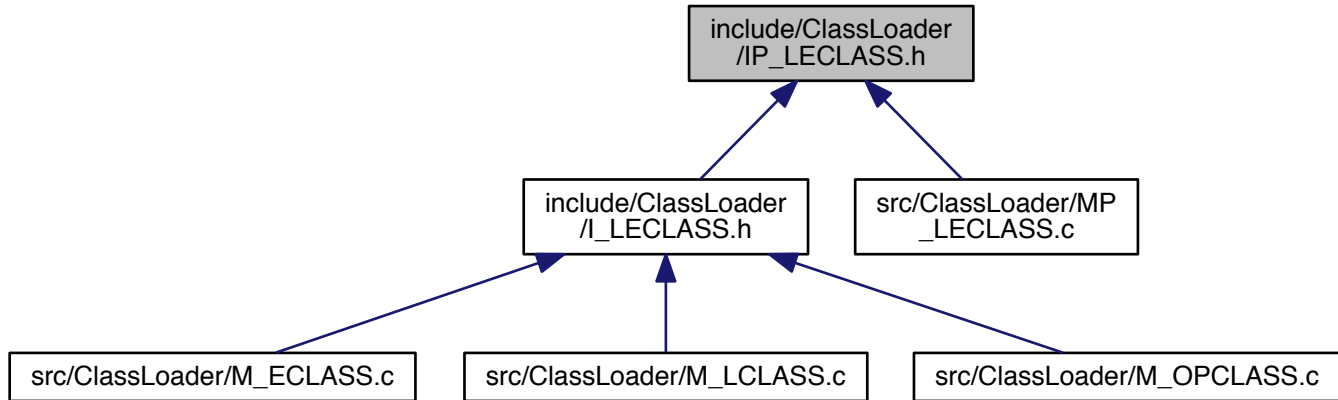 include/ClassLoader
/IP_LECLASS.h
include/ClassLoader
/I_LECLASS.h
src/ClassLoader/MP
_LECLASS.c
src/ClassLoader/M_ECLASS.c
src/ClassLoader/M_LCLASS.c
src/ClassLoader/M_OPCLASS.c